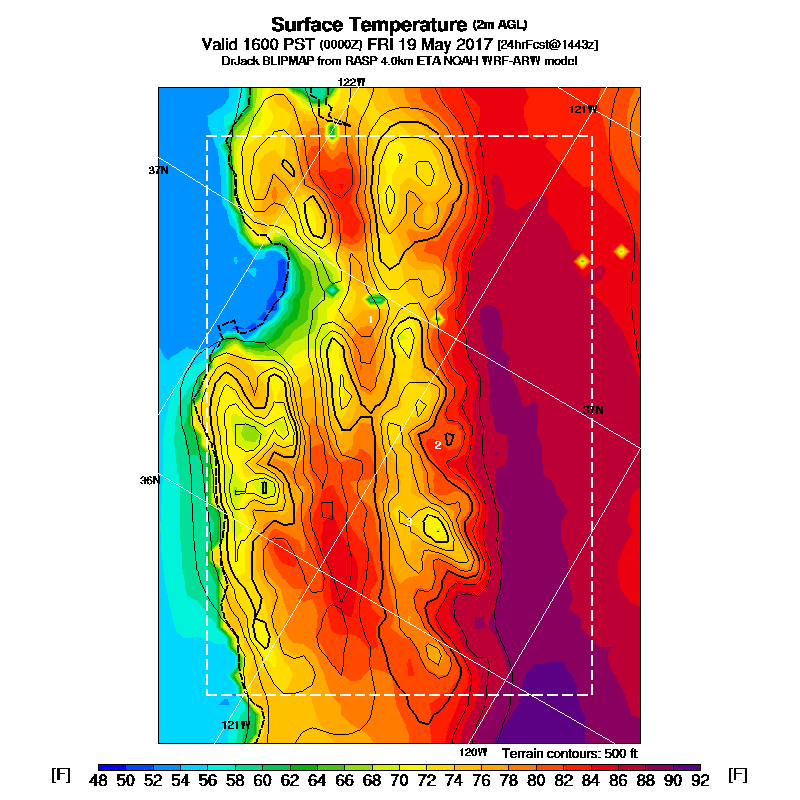 Surface Temperature (2m AGL)
Valid 1600 PST (0000Z) FRI 19 May 2017 [24hrFcst@1443z]
DrJack BLIPMAP from RASP 4.0km ETA NOAH WRF-ARW model
122W
121W
37N
1
37N
2
36N
3
121W
120W Terrain contours: 500 ft
[F] 48 50 52 54 56 58 60 62 64 66 68 70 72 74 76 78 80 82 84 86 88 90 92 [F]